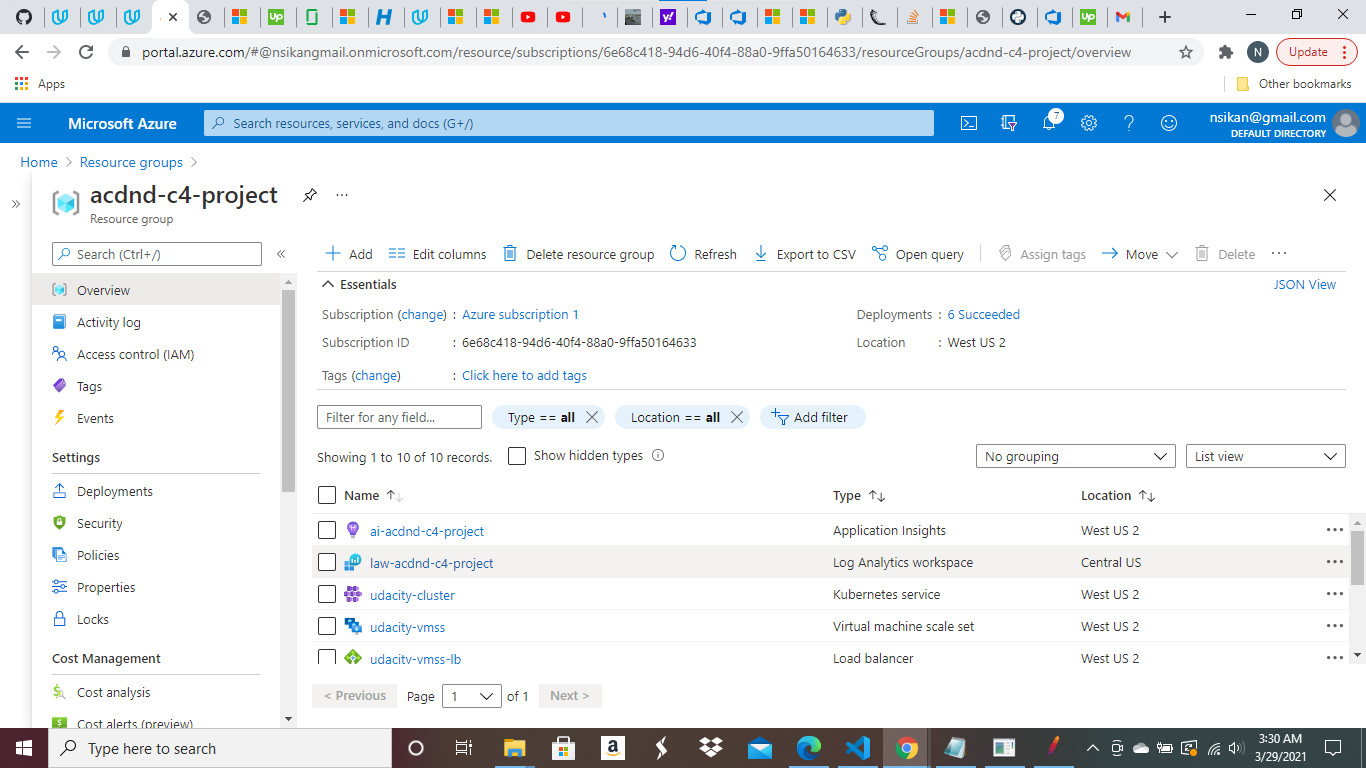 Up
Up
portal.azure.com/#@nsikangmail.onmicrosoft.com/resource/subscriptions/6e68c418-94d6-40f4-88a0-9ffa50164633/resourceGroups/acdnd-c4-project/overview
N
Update
Apps
Other bookmarks
Microsoft Azure
Search resources, services, and docs (G+/)
7
nsikan@gmail.com
DEFAULT DIRECTORY
Home
Resource groups
acdnd-c4-project
Resource group
Search (Ctrl+/)
Add
Edit columns
Delete resource group
Refresh
Export to CSV
Open query
Assign tags
Move
Delete
Overview
Activity log
Access control (IAM)
Tags
Events
Settings
Deployments
Security
Policies
Properties
Locks
Cost Management
Cost analysis
Cost alerts (preview)
Essentials
JSON View
Subscription (change) : Azure subscription 1
Deployments : 6 Succeeded
Subscription ID : 6e68c418-94d6-40f4-88a0-9ffa50164633
Location : West US 2
Tags (change) : Click here to add tags
Filter for any field...
Type == all
Location == all
Add filter
Showing 1 to 10 of 10 records.
Show hidden types
No grouping
List view
Name Type Location
ai-acdnd-c4-project Application Insights West US 2
law-acdnd-c4-project Log Analytics workspace Central US
udacity-cluster Kubernetes service West US 2
udacity-vmss Virtual machine scale set West US 2
udacity-vmss-lb Load balancer West US 2
< Previous
Page 1 of 1
Next >
Type here to search
3:30 AM
3/29/2021